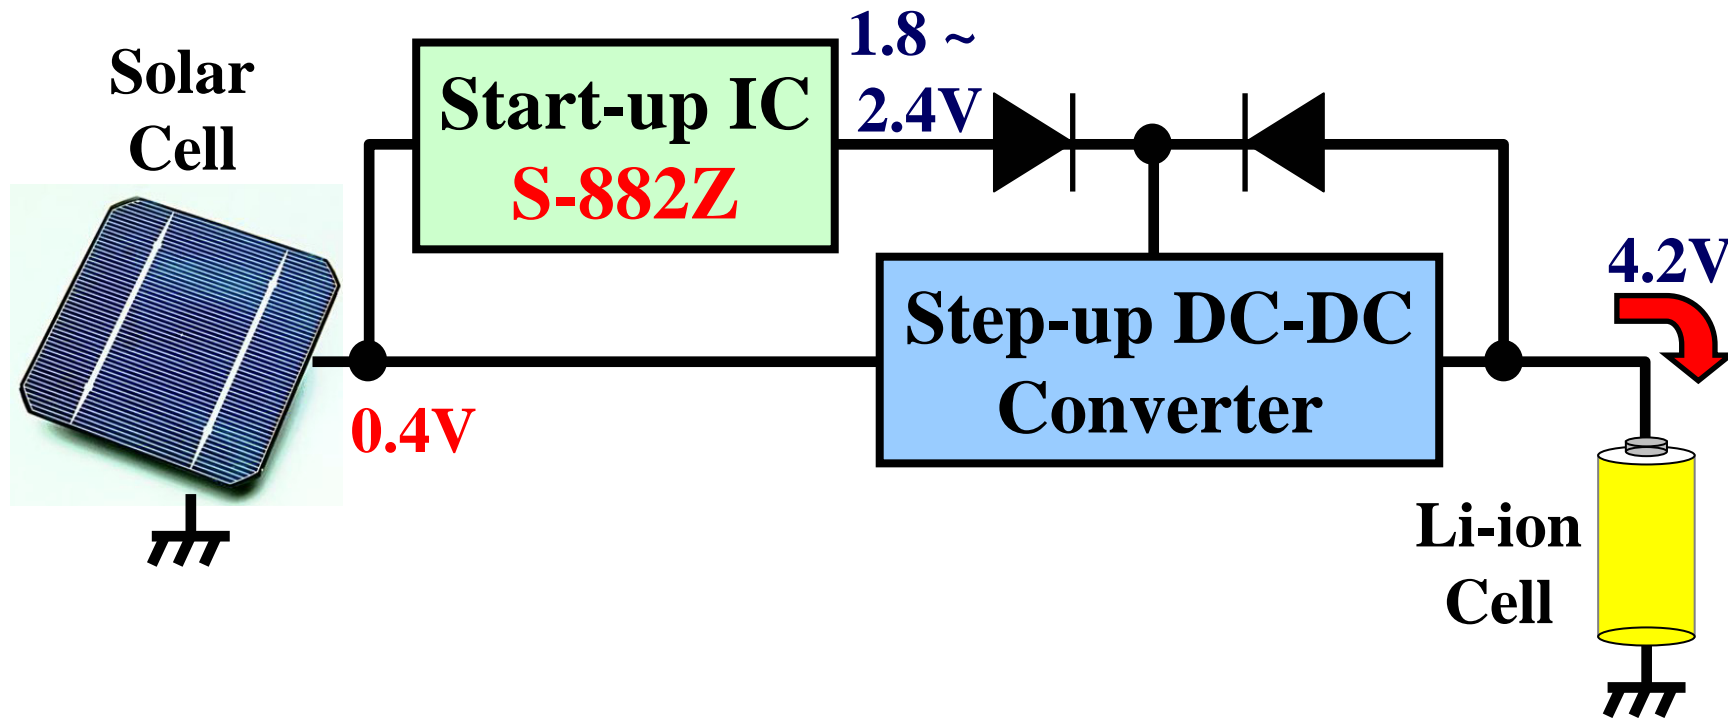 Solar
Cell
Start-up IC
S-882Z
1.8 ~
2.4V
0.4V
Step-up DC-DC
Converter
4.2V
Li-ion
Cell